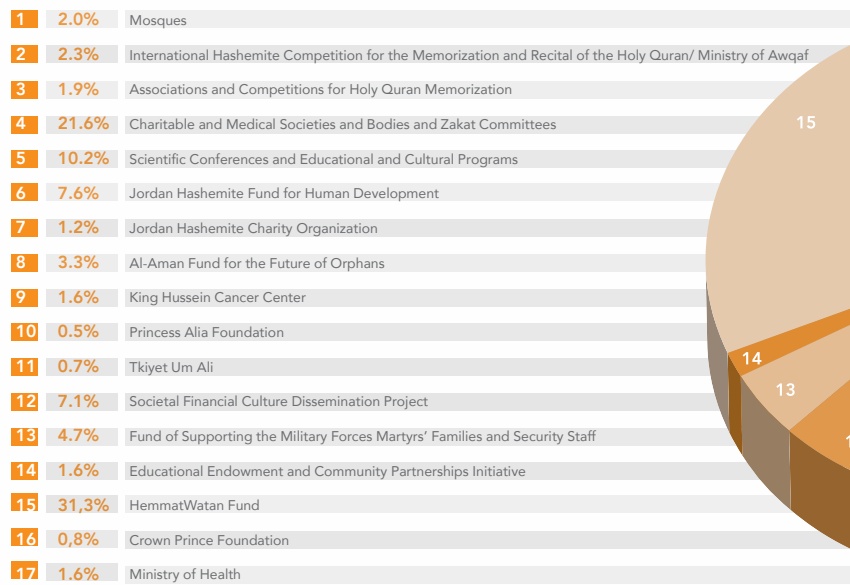 1 2.0% Mosques
2 2.3% International Hashemite Competition for the Memorization and Recital of the Holy Quran/ Ministry of Awqaf
3 1.9% Associations and Competitions for Holy Quran Memorization
4 21.6% Charitable and Medical Societies and Bodies and Zakat Committees
5 10.2% Scientific Conferences and Educational and Cultural Programs
6 7.6% Jordan Hashemite Fund for Human Development
7 1.2% Jordan Hashemite Charity Organization
8 3.3% Al-Aman Fund for the Future of Orphans
9 1.6% King Hussein Cancer Center
10 0.5% Princess Alia Foundation
11 0.7% Tkiyet Um Ali
12 7.1% Societal Financial Culture Dissemination Project
13 4.7% Fund of Supporting the Military Forces Martyrs’ Families and Security Staff
14 1.6% Educational Endowment and Community Partnerships Initiative
15 31,3% HemmatWatan Fund
16 0,8% Crown Prince Foundation
17 1.6% Ministry of Health
15
14
13